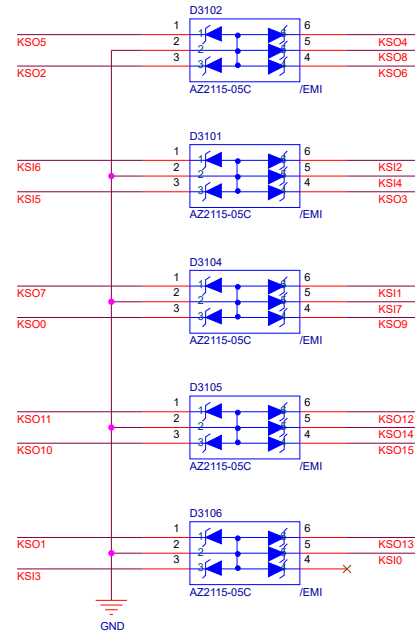 D3102
1 6
KSO5 2 5 KSO4
3 4 KSO8
KSO2 KSO6
AZ2115-05C /EMI
D3101
1 6
KSI6 2 5 KSI2
3 4 KSI4
KSI5 KSO3
AZ2115-05C /EMI
D3104
1 6
KSO7 2 5 KSI1
3 4 KSI7
KSO0 KSO9
AZ2115-05C /EMI
D3105
1 6
KSO11 2 5 KSO12
3 4 KSO14
KSO10 KSO15
AZ2115-05C /EMI
D3106
1 6
KSO1 2 5 KSO13
3 4 KSI0
KSI3
AZ2115-05C /EMI
GND